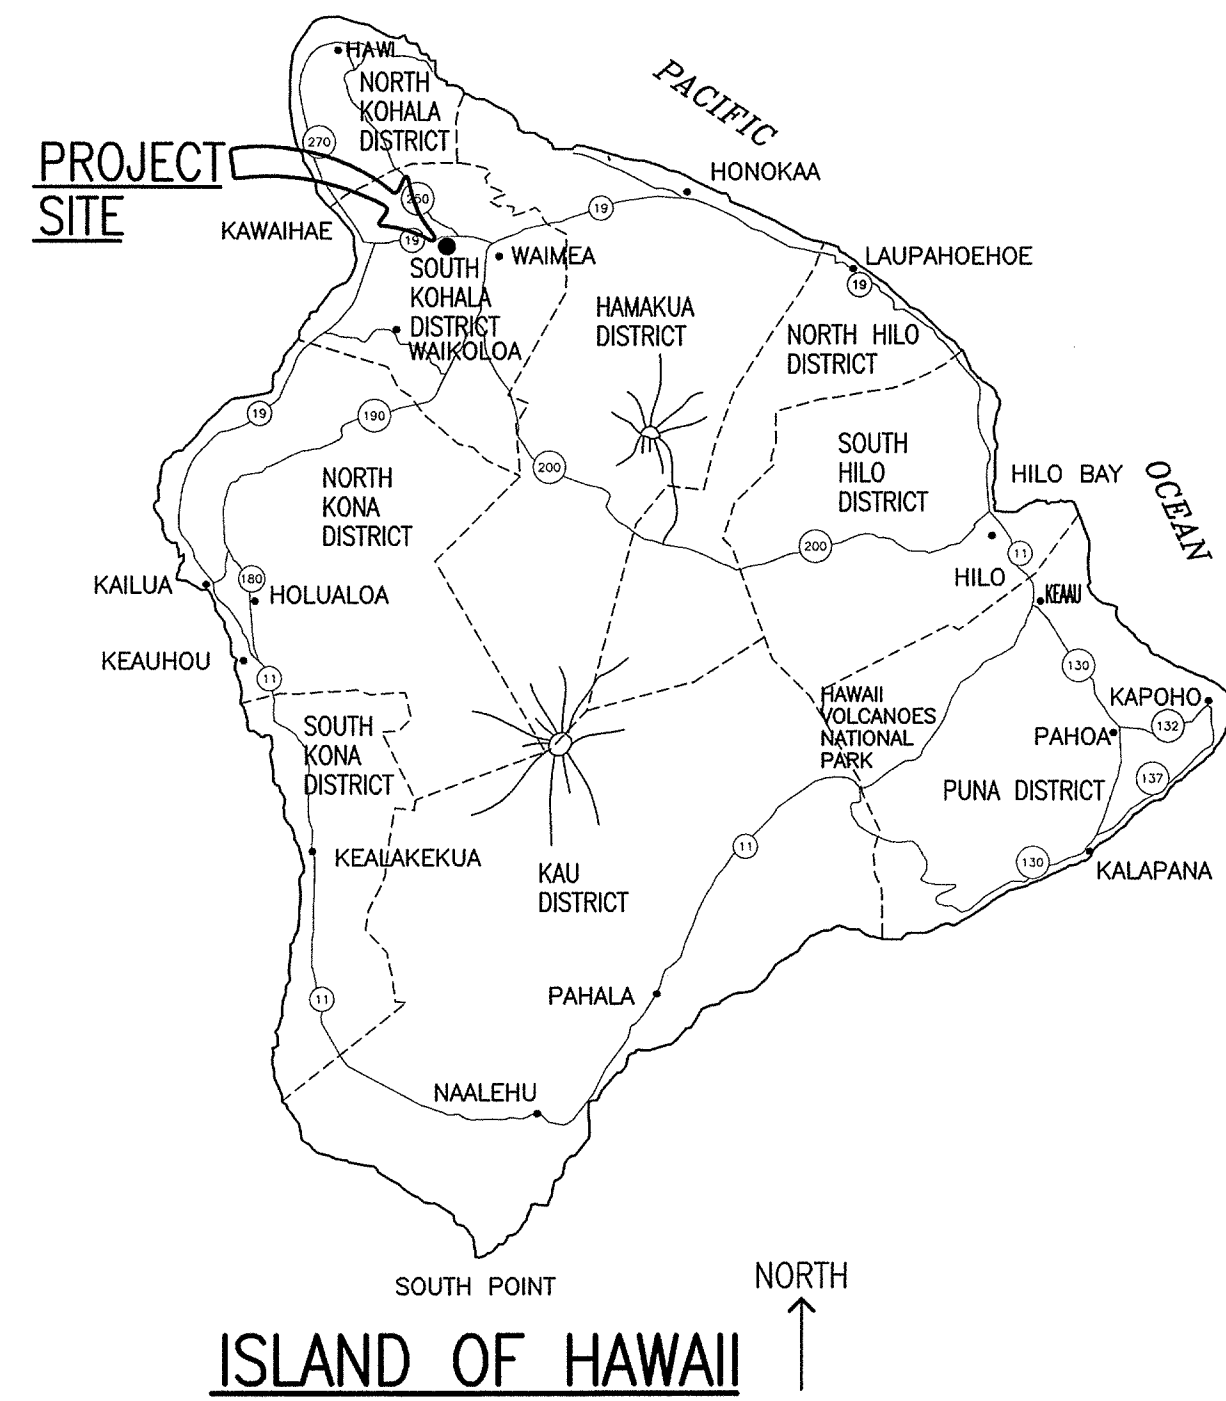 HAWI
NORTH
KOHALA
DISTRICT
PACIFIC
270
PROJECT
SITE
HONOKAA
250
19
KAWAIHAE
19
WAIMEA
LAUPAHOEHOE
SOUTH
KOHALA
DISTRICT
WAIKOLOA
19
HAMAKUA
DISTRICT
NORTH HILO
DISTRICT
19
190
SOUTH
HILO
DISTRICT
HILO BAY
OCEAN
200
NORTH
KONA
DISTRICT
200
11
KAILUA
180
HOLUALOA
HILO
KEAAU
KEAUHOU
11
130
HAWAII
VOLCANOES
NATIONAL
PARK
KAPOHO
132
SOUTH
KONA
DISTRICT
PAHOA
137
PUNA DISTRICT
KEALAKEKUA
11
130
KALAPANA
KAU
DISTRICT
11
PAHALA
NAALEHU
SOUTH POINT
NORTH
ISLAND OF HAWAII